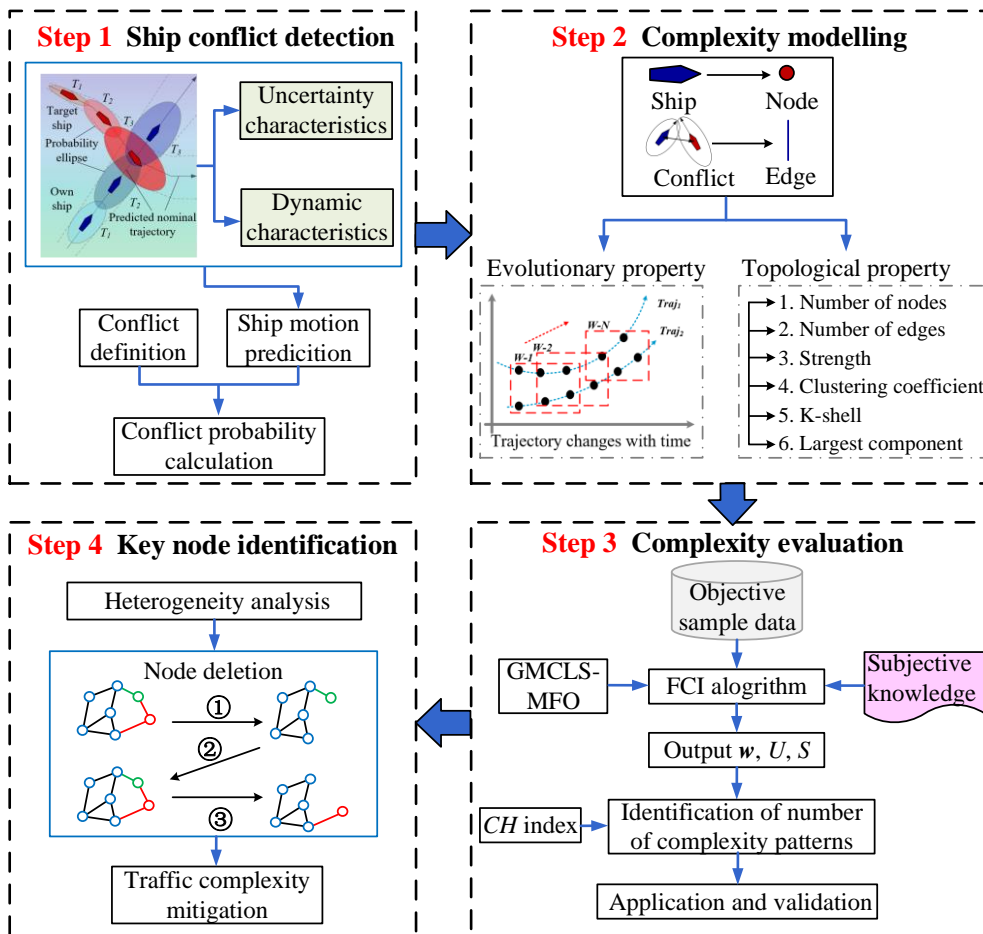 Step 1 Ship conflict detection
T1
T2
Target
ship
T3
Probability
ellipse
T3
Own
ship
T2
Predicted nominal
trajectory
T1
Uncertainty
characteristics
Dynamic
characteristics
Conflict
definition
Ship motion
predicition
Conflict probability
calculation
Step 2 Complexity modelling
Ship
Node
Conflict
Edge
Evolutionary property
Traj1
Traj2
W-N
W-2
W-1
Trajectory changes with time
Topological property
1. Number of nodes
2. Number of edges
3. Strength
4. Clustering coefficient
5. K-shell
6. Largest component
Step 3 Complexity evaluation
Objective
sample data
GMCLS-
MFO
FCI alogrithm
Subjective
knowledge
Output w, U, S
CH index
Identification of number
of complexity patterns
Application and validation
Step 4 Key node identification
Heterogeneity analysis
Node deletion
①
②
③
Traffic complexity
mitigation